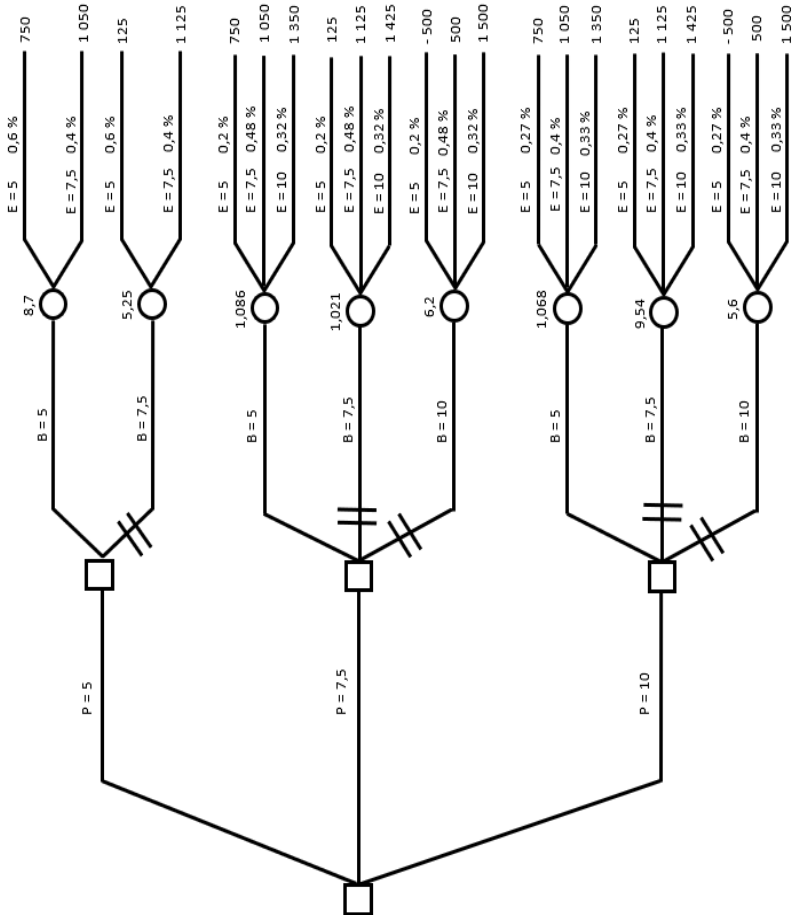 E = 5 0,6 % 750
8,7
B = 5
E = 7,5 0,4 % 1 050
P = 5
E = 5 0,6 % 125
5,25
B = 7,5
E = 7,5 0,4 % 1 125
E = 5 0,2 % 750
1,086
B = 5
E = 7,5 0,48 % 1 050
E = 10 0,32 % 1 350
E = 5 0,2 % 125
1,021
P = 7,5
B = 7,5
E = 7,5 0,48 % 1 125
E = 10 0,32 % 1 425
E = 5 0,2 % - 500
6,2
B = 10
E = 7,5 0,48 % 500
E = 10 0,32 % 1 500
E = 5 0,27 % 750
1,068
B = 5
E = 7,5 0,4 % 1 050
E = 10 0,33 % 1 350
E = 5 0,27 % 125
9,54
P = 10
B = 7,5
E = 7,5 0,4 % 1 125
E = 10 0,33 % 1 425
E = 5 0,27 % - 500
5,6
B = 10
E = 7,5 0,4 % 500
E = 10 0,33 % 1 500